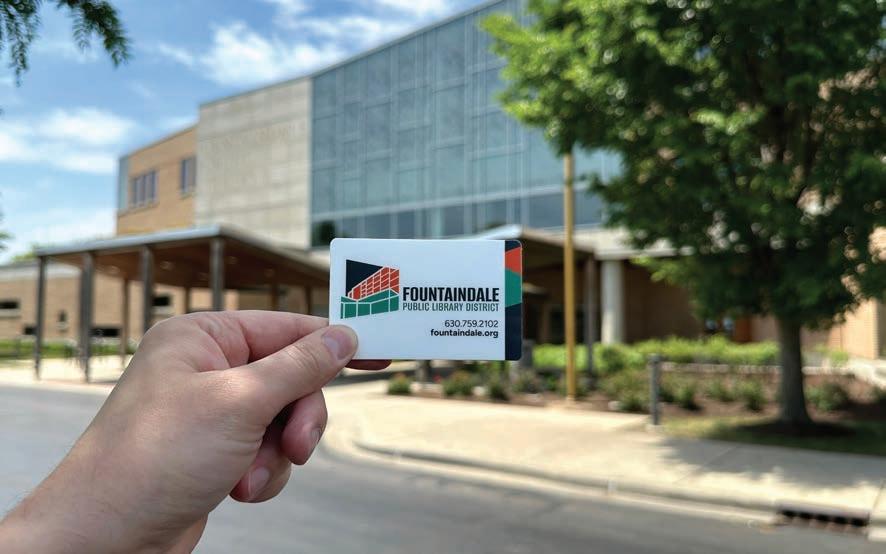 FOUNTAINDALE
PUBLIC LIBRARY DISTRICT
630.759.2102
fountaindale.org